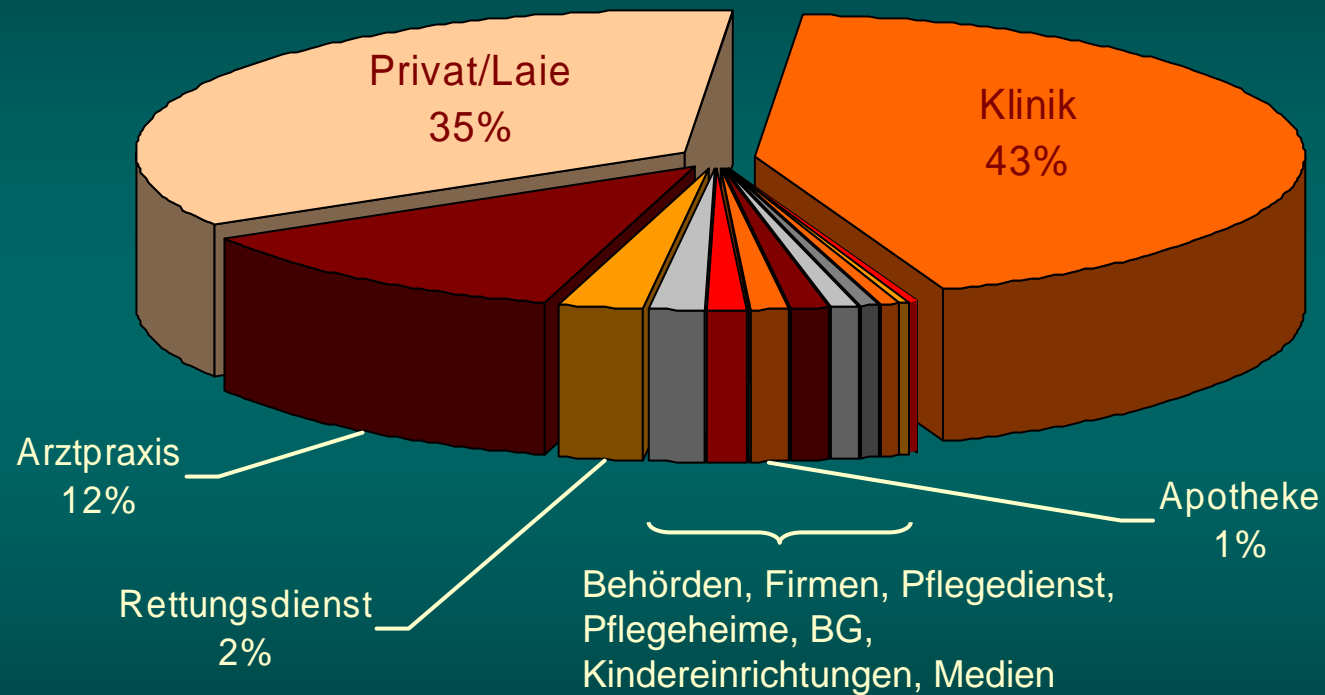 Privat/Laie
35%
Klinik
43%
Arztpraxis
12%
Apotheke
1%
Rettungsdienst
2%
Behörden, Firmen, Pflegedienst,
Pflegeheime, BG,
Kindereinrichtungen, Medien